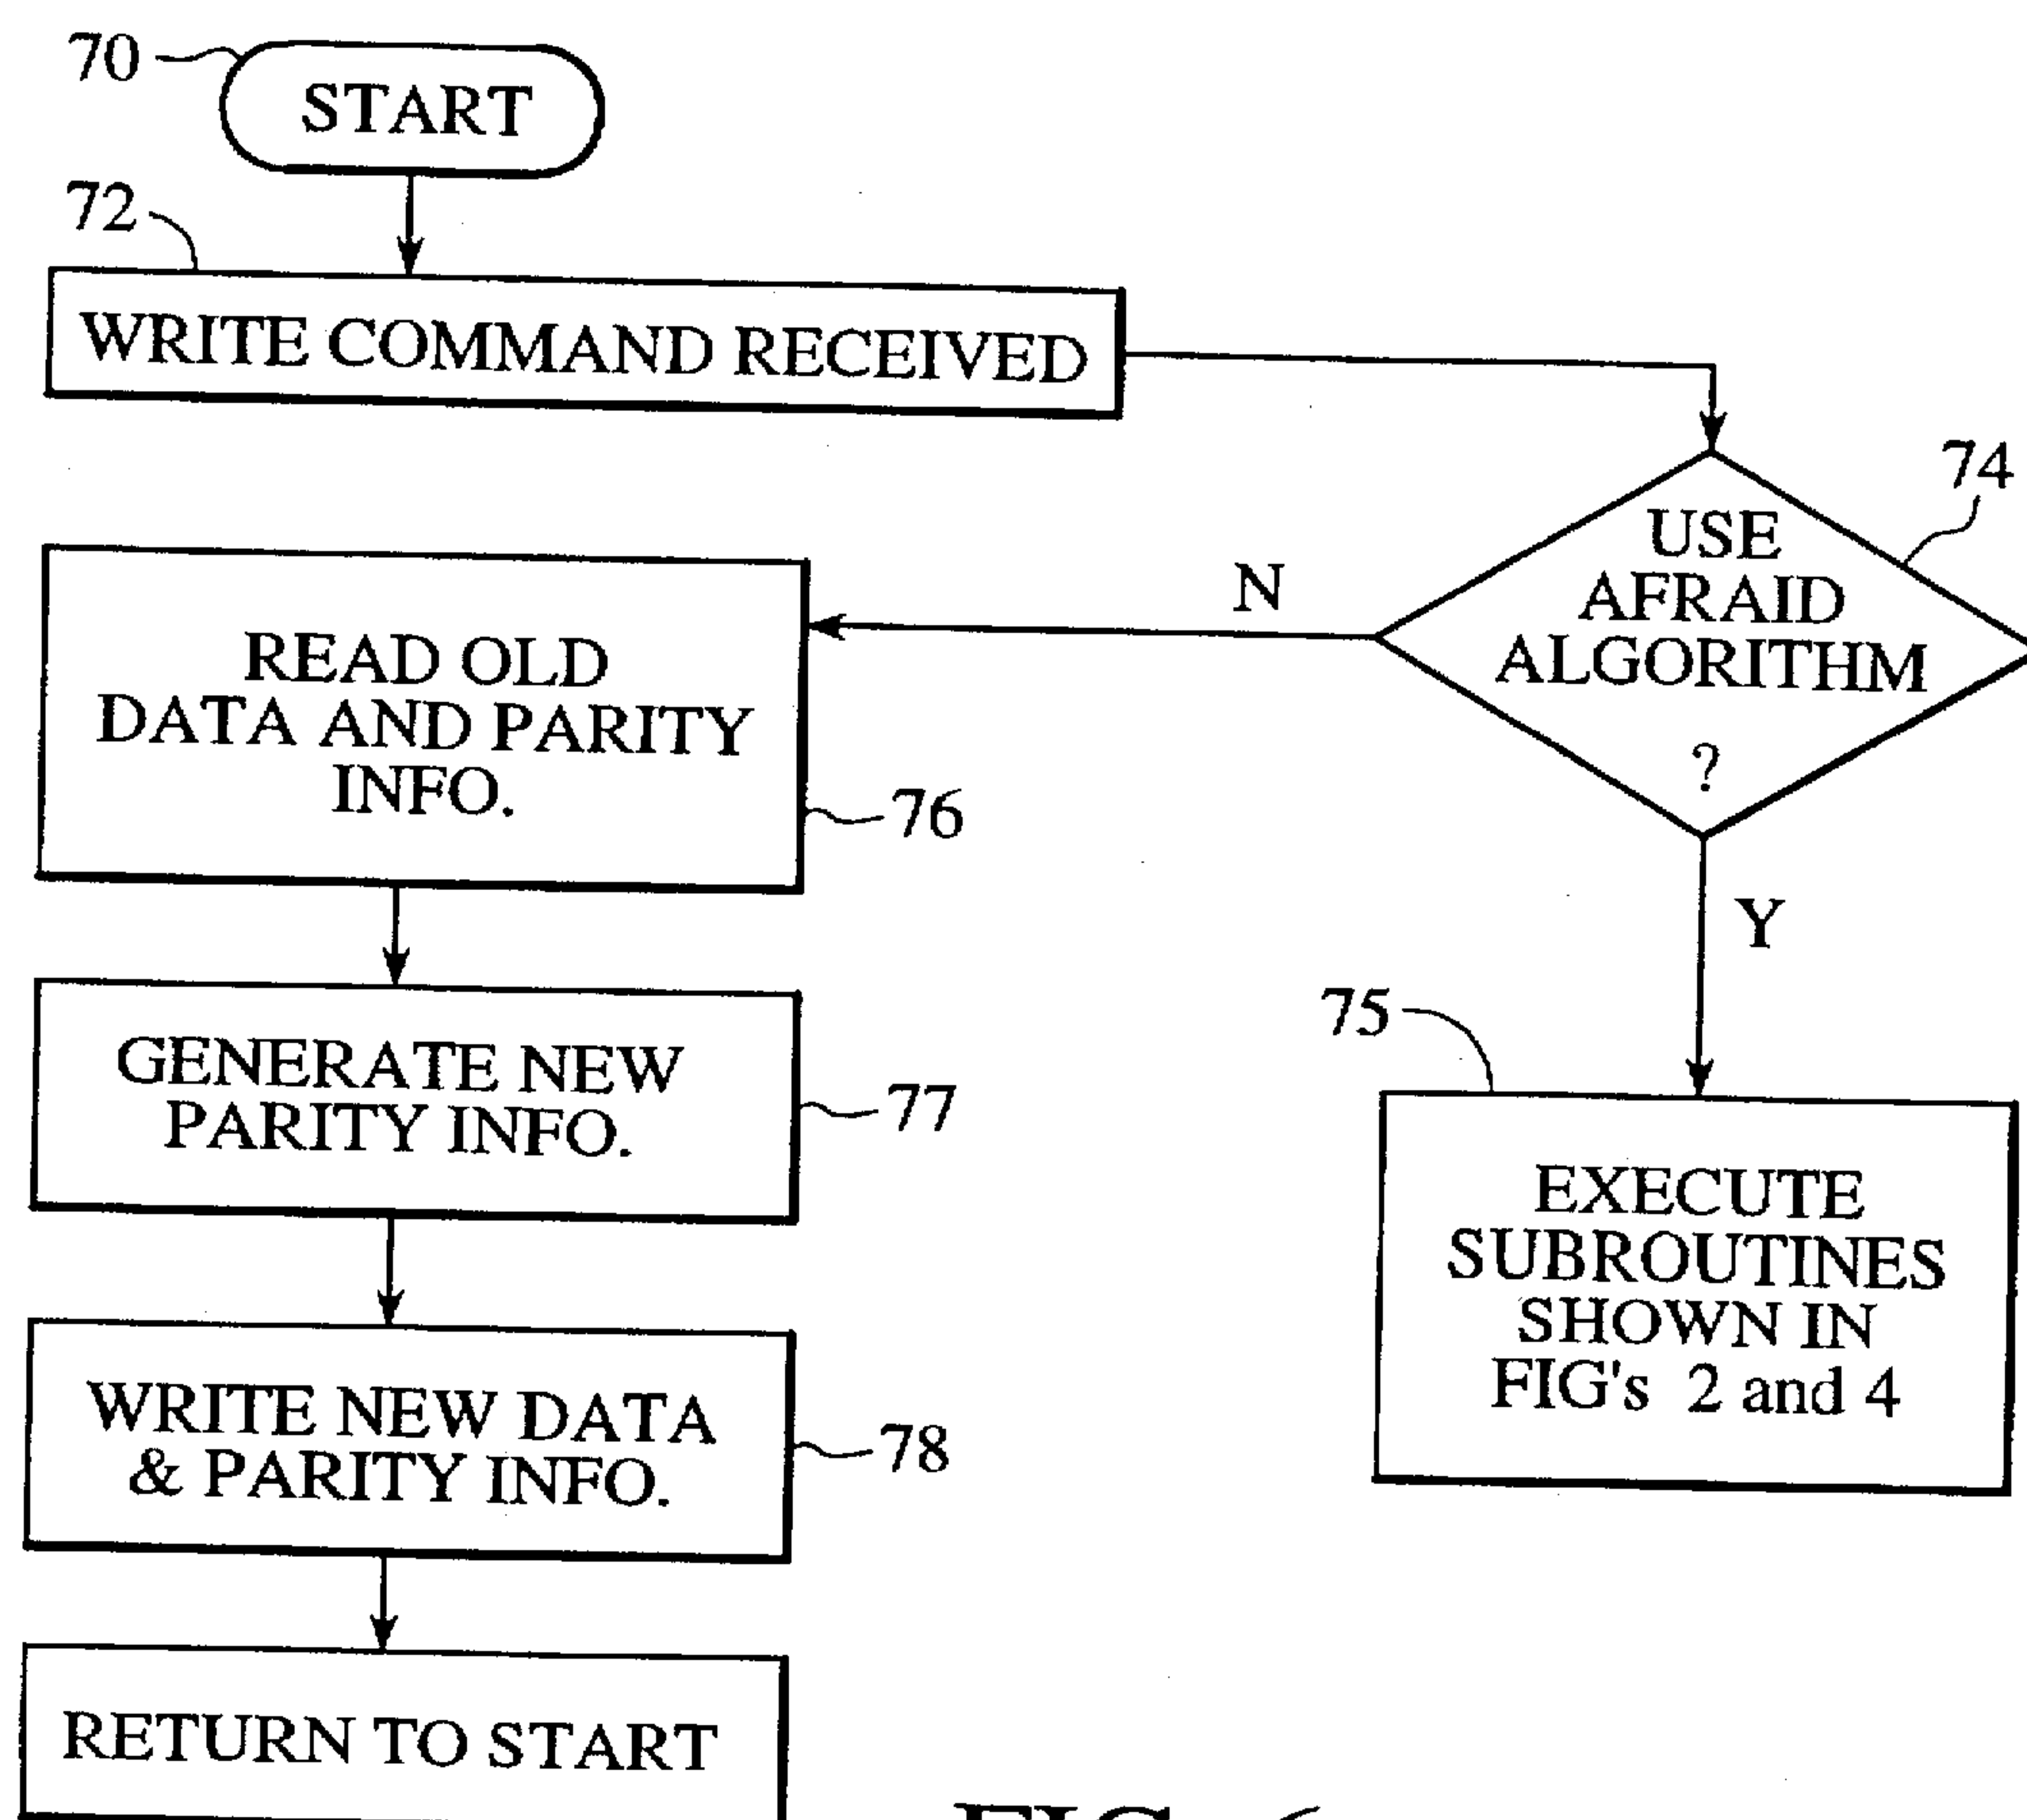 70
START
72
WRITE COMMAND RECEIVED
74
USE
AFRAID
ALGORITHM
?
N
READ OLD
DATA AND PARITY
INFO.
76
Y
GENERATE NEW
PARITY INFO.
77
75
EXECUTE
SUBROUTINES
SHOWN IN
FIG's 2 and 4
WRITE NEW DATA
& PARITY INFO.
78
RETURN TO START